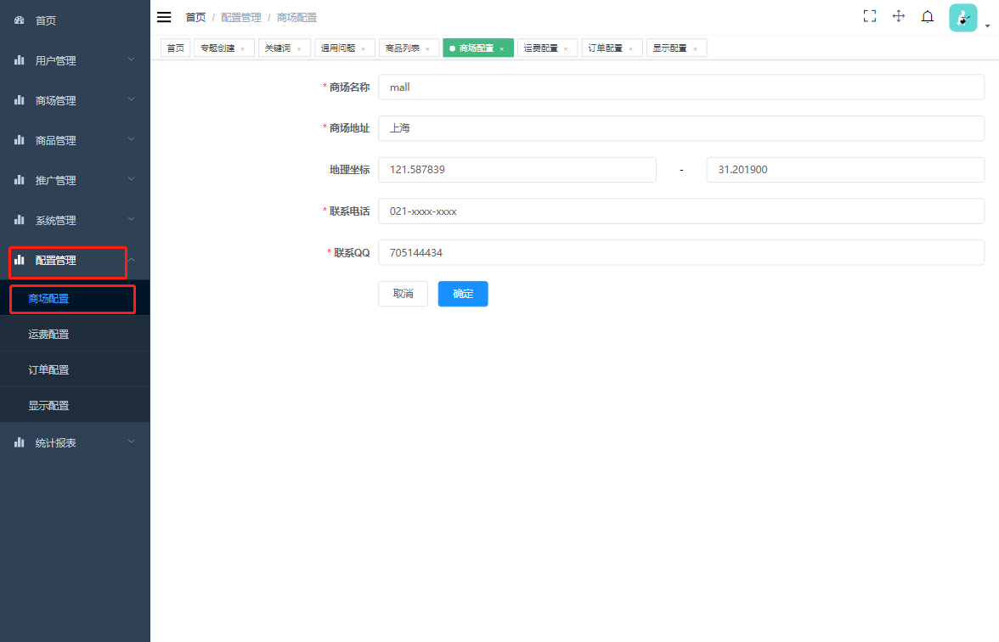 首页
用户管理
商场管理
商品管理
推广管理
系统管理
配置管理
商场配置
运费配置
订单配置
显示配置
统计报表
首页 / 配置管理 / 商场配置
首页 专题创建 × 关键词 × 通用问题 × 商品列表 × 商场配置 × 运费配置 × 订单配置 × 显示配置 ×
* 商场名称 mall
* 商场地址 上海
地理坐标 121.587839 - 31.201900
* 联系电话 021-xxxx-xxxx
* 联系QQ 705144434
取消 确定